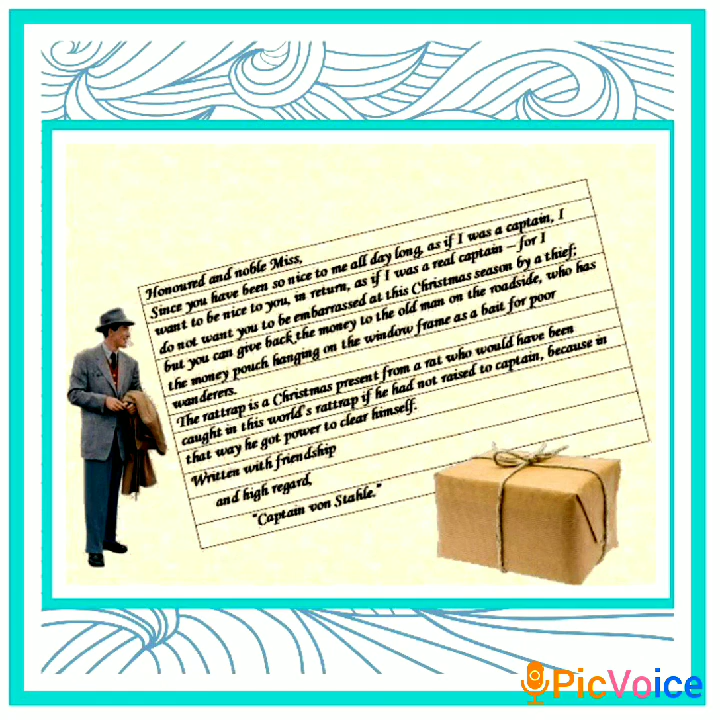 Honoured and noble Miss,
Since you have been so nice to me all day long, as if I was a captain, I
want to be nice to you, in return, as if I was a real captain – for I
do not want you to be embarrassed at this Christmas season by a thief;
but you can give back the money to the old man on the roadside, who has
the money pouch hanging on the window frame as a bait for poor
wanderers.
The rattrap is a Christmas present from a rat who would have been
caught in this world's rattrap if he had not raised to captain, because in
that way he got power to clear himself.
Written with friendship
and high regard,
"Captain von Stahle."
PicVoice